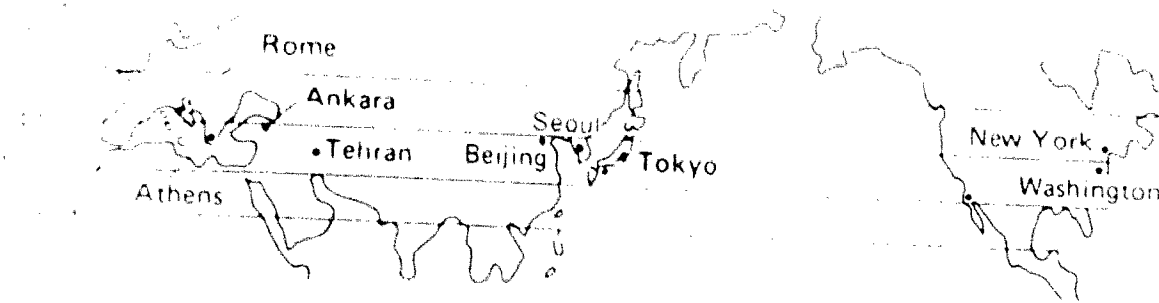 Rome
Ankara
Seoul
Tehran
Beijing
Tokyo
New York
Athens
Washington